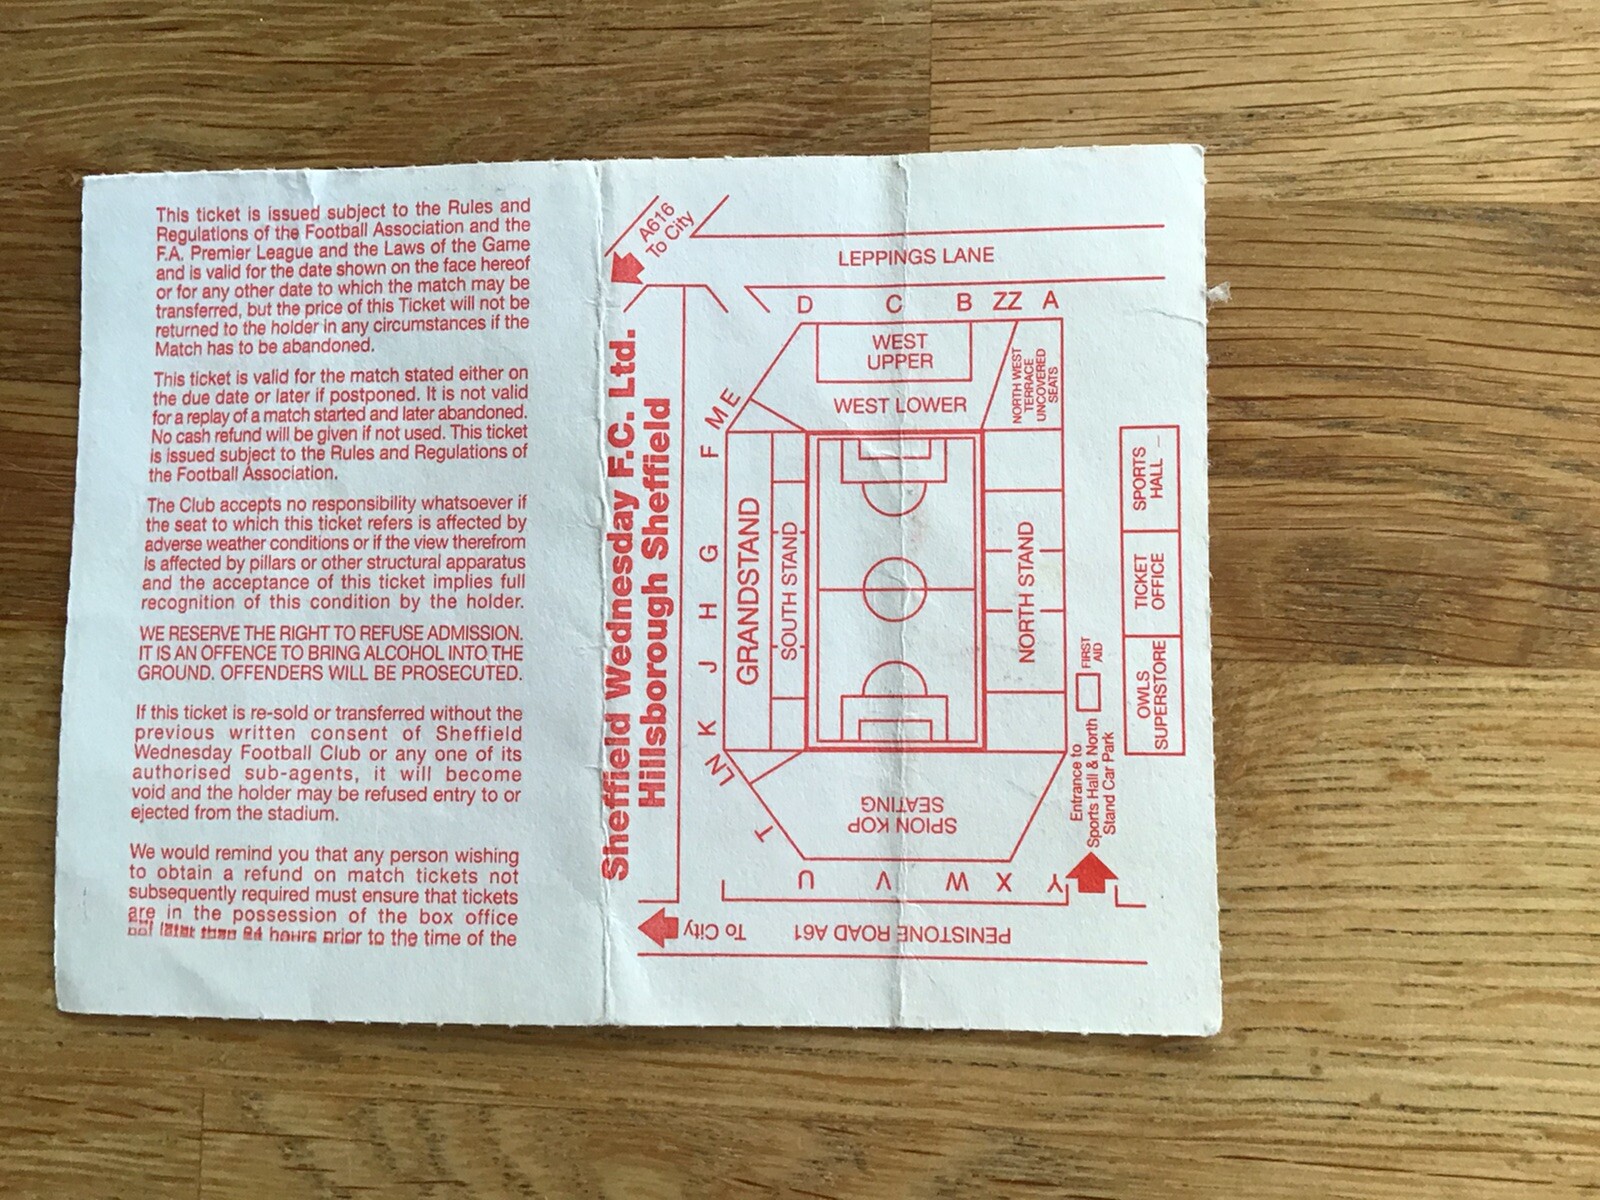 This ticket is issued subject to the Rules and
Regulations of the Football Association and the
F.A. Premier League and the Laws of the Game
and is valid for the date shown on the face hereof
or for any other date to which the match may be
transferred, but the price of this Ticket will not be
returned to the holder in any circumstances if the
Match has to be abandoned.
This ticket is valid for the match stated either on
the due date or later if postponed. It is not valid
for a replay of a match started and later abandoned.
No cash refund will be given if not used. This ticket
is issued subject to the Rules and Regulations of
the Football Association.
The Club accepts no responsibility whatsoever if
the seat to which this ticket refers is affected by
adverse weather conditions or if the view therefrom
is affected by pillars or other structural apparatus
and the acceptance of this ticket implies full
recognition of this condition by the holder.
WE RESERVE THE RIGHT TO REFUSE ADMISSION.
IT IS AN OFFENCE TO BRING ALCOHOL INTO THE
GROUND. OFFENDERS WILL BE PROSECUTED.
If this ticket is re-sold or transferred without the
previous written consent of Sheffield
Wednesday Football Club or any one of its
authorised sub-agents, it will become
void and the holder may be refused entry to or
ejected from the stadium.
We would remind you that any person wishing
to obtain a refund on match tickets not
subsequently required must ensure that tickets
are in the possession of the box office
not later than 24 hours prior to the time of the
Sheffield Wednesday F.C. Ltd.
Hillsborough Sheffield
A616
To City
LEPPINGS LANE
D C B ZZ A
WEST
UPPER
WEST LOWER
NORTH WEST
TERRACE
UNCOVERED
SEATS
E
M
F
G
H
J
K
N
L
T
GRANDSTAND
SOUTH STAND
NORTH STAND
SPORTS
HALL
TICKET
OFFICE
OWLS
SUPERSTORE
FIRST
AID
Entrance to
Sports Hall & North
Stand Car Park
SPION KOP
SEATING
Y X W V U
PENISTONE ROAD A61
To City